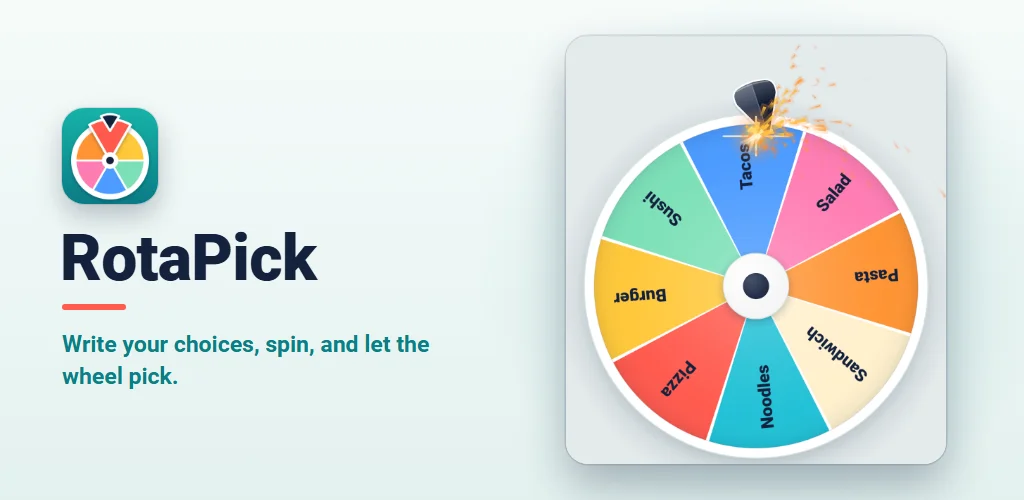 RotaPick
Write your choices, spin, and let the
wheel pick.
Tacos
Salad
Pasta
Sandwich
Noodles
Pizza
Burger
Sushi